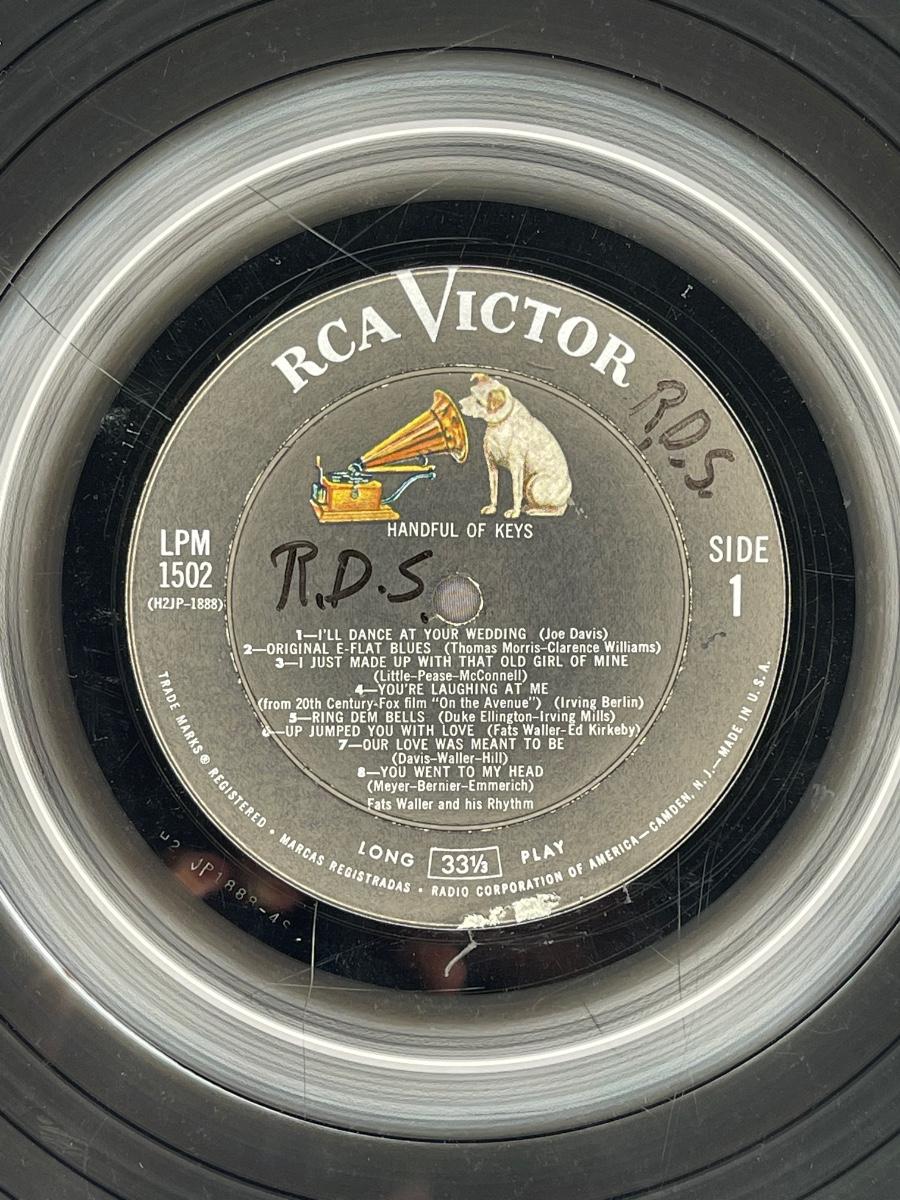 RCA VICTOR
R.D.S.
HANDFUL OF KEYS
LPM
1502
(H2JP-1888)
SIDE
1
R.D.S.
1—I'LL DANCE AT YOUR WEDDING (Joe Davis)
2—ORIGINAL E-FLAT BLUES (Thomas Morris-Clarence Williams)
3—I JUST MADE UP WITH THAT OLD GIRL OF MINE
(Little-Pease-McConnell)
4—YOU'RE LAUGHING AT ME
(from 20th Century-Fox film "On the Avenue") (Irving Berlin)
5—RING DEM BELLS (Duke Ellington-Irving Mills)
6—UP JUMPED YOU WITH LOVE (Fats Waller-Ed Kirkeby)
7—OUR LOVE WAS MEANT TO BE
(Davis-Waller-Hill)
8—YOU WENT TO MY HEAD
(Meyer-Bernier-Emmerich)
Fats Waller and his Rhythm
LONG 33⅓ PLAY
TRADE MARKS ® REGISTERED • MARCAS REGISTRADAS • RADIO CORPORATION OF AMERICA—CAMDEN, N. J.—MADE IN U. S. A.
H2 JP1888-4S
I